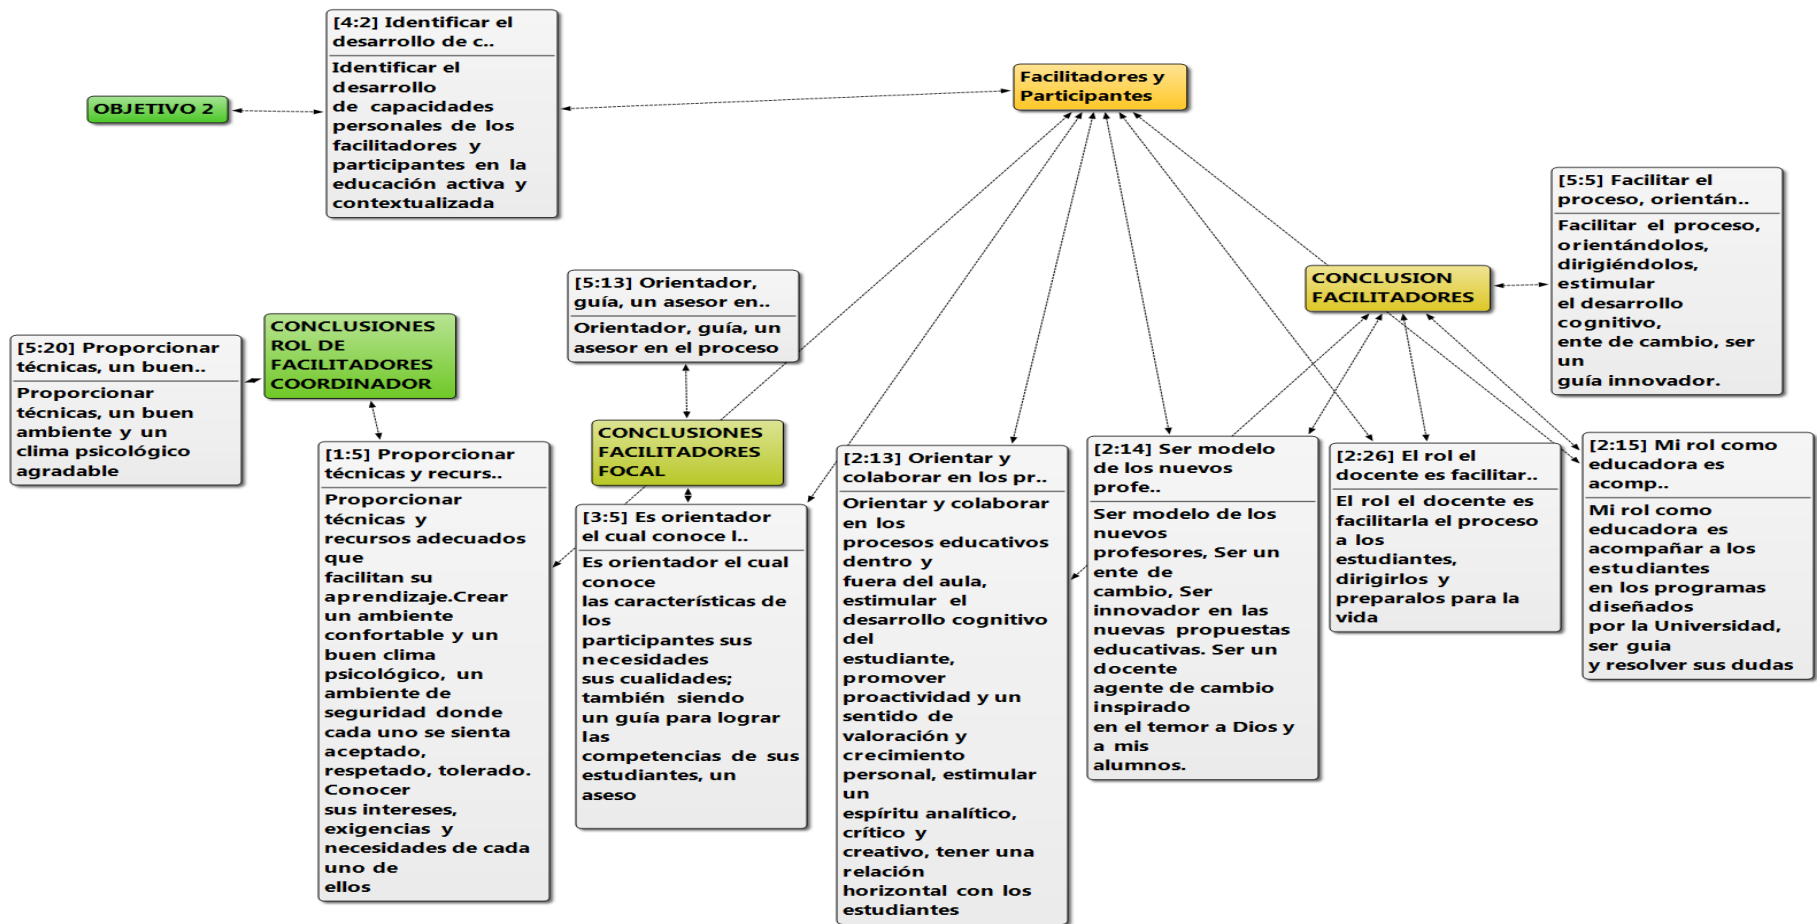 [4:2] Identificar el
desarrollo de c..
Identificar el
desarrollo
de capacidades
personales de los
facilitadores y
participantes en la
educación activa y
contextualizada
OBJETIVO 2
Facilitadores y
Participantes
[5:5] Facilitar el
proceso, orientán..
Facilitar el proceso,
orientándolos,
dirigiéndolos,
estimular
el desarrollo
cognitivo,
ente de cambio, ser
un
guía innovador.
CONCLUSION
FACILITADORES
[5:13] Orientador,
guía, un asesor en..
Orientador, guía, un
asesor en el proceso
CONCLUSIONES
ROL DE
FACILITADORES
COORDINADOR
[5:20] Proporcionar
técnicas, un buen..
Proporcionar
técnicas, un buen
ambiente y un
clima psicológico
agradable
CONCLUSIONES
FACILITADORES
FOCAL
[1:5] Proporcionar
técnicas y recurs..
Proporcionar
técnicas y
recursos adecuados
que
facilitan su
aprendizaje.Crear
un ambiente
confortable y un
buen clima
psicológico, un
ambiente de
seguridad donde
cada uno se sienta
aceptado,
respetado, tolerado.
Conocer
sus intereses,
exigencias y
necesidades de cada
uno de
ellos
[3:5] Es orientador
el cual conoce l..
Es orientador el cual
conoce
las características de
los
participantes sus
necesidades
sus cualidades;
también siendo
un guía para lograr
las
competencias de sus
estudiantes, un
aseso
[2:13] Orientar y
colaborar en los pr..
Orientar y colaborar
en los
procesos educativos
dentro y
fuera del aula,
estimular el
desarrollo cognitivo
del
estudiante,
promover
proactividad y un
sentido de
valoración y
crecimiento
personal, estimular
un
espíritu analítico,
crítico y
creativo, tener una
relación
horizontal con los
estudiantes
[2:14] Ser modelo
de los nuevos
profe..
Ser modelo de los
nuevos
profesores, Ser un
ente de
cambio, Ser
innovador en las
nuevas propuestas
educativas. Ser un
docente
agente de cambio
inspirado
en el temor a Dios y
a mis
alumnos.
[2:26] El rol el
docente es facilitar..
El rol el docente es
facilitarla el proceso
a los
estudiantes,
dirigirlos y
preparalos para la
vida
[2:15] Mi rol como
educadora es
acomp..
Mi rol como
educadora es
acompañar a los
estudiantes
en los programas
diseñados
por la Universidad,
ser guia
y resolver sus dudas